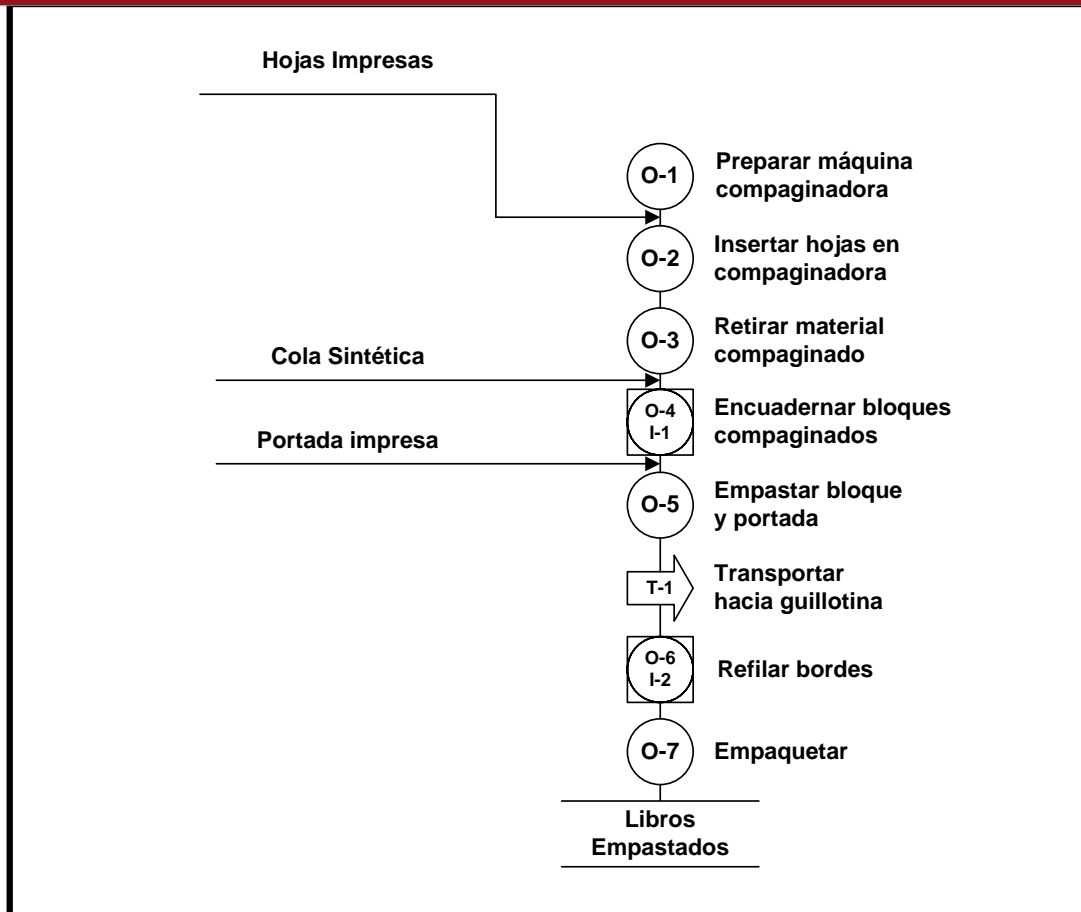 Hojas Impresas
O-1
Preparar máquina
compaginadora
O-2
Insertar hojas en
compaginadora
O-3
Retirar material
compaginado
Cola Sintética
O-4
I-1
Encuadernar bloques
compaginados
Portada impresa
O-5
Empastar bloque
y portada
T-1
Transportar
hacia guillotina
O-6
I-2
Refilar bordes
O-7
Empaquetar
Libros
Empastados